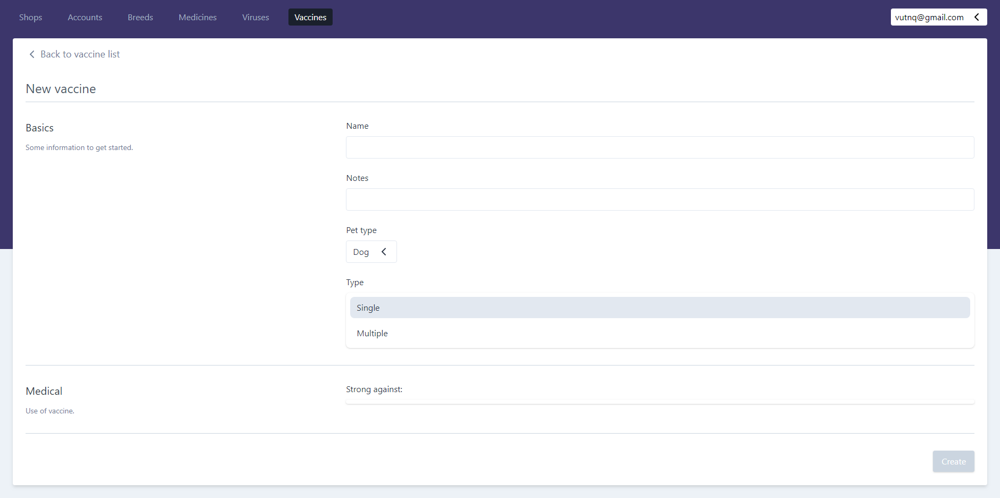 Shops Accounts Breeds Medicines Viruses Vaccines vutnq@gmail.com
Back to vaccine list
New vaccine
Basics
Some information to get started.
Name
Notes
Pet type
Dog
Type
Single
Multiple
Medical
Use of vaccine.
Strong against:
Create